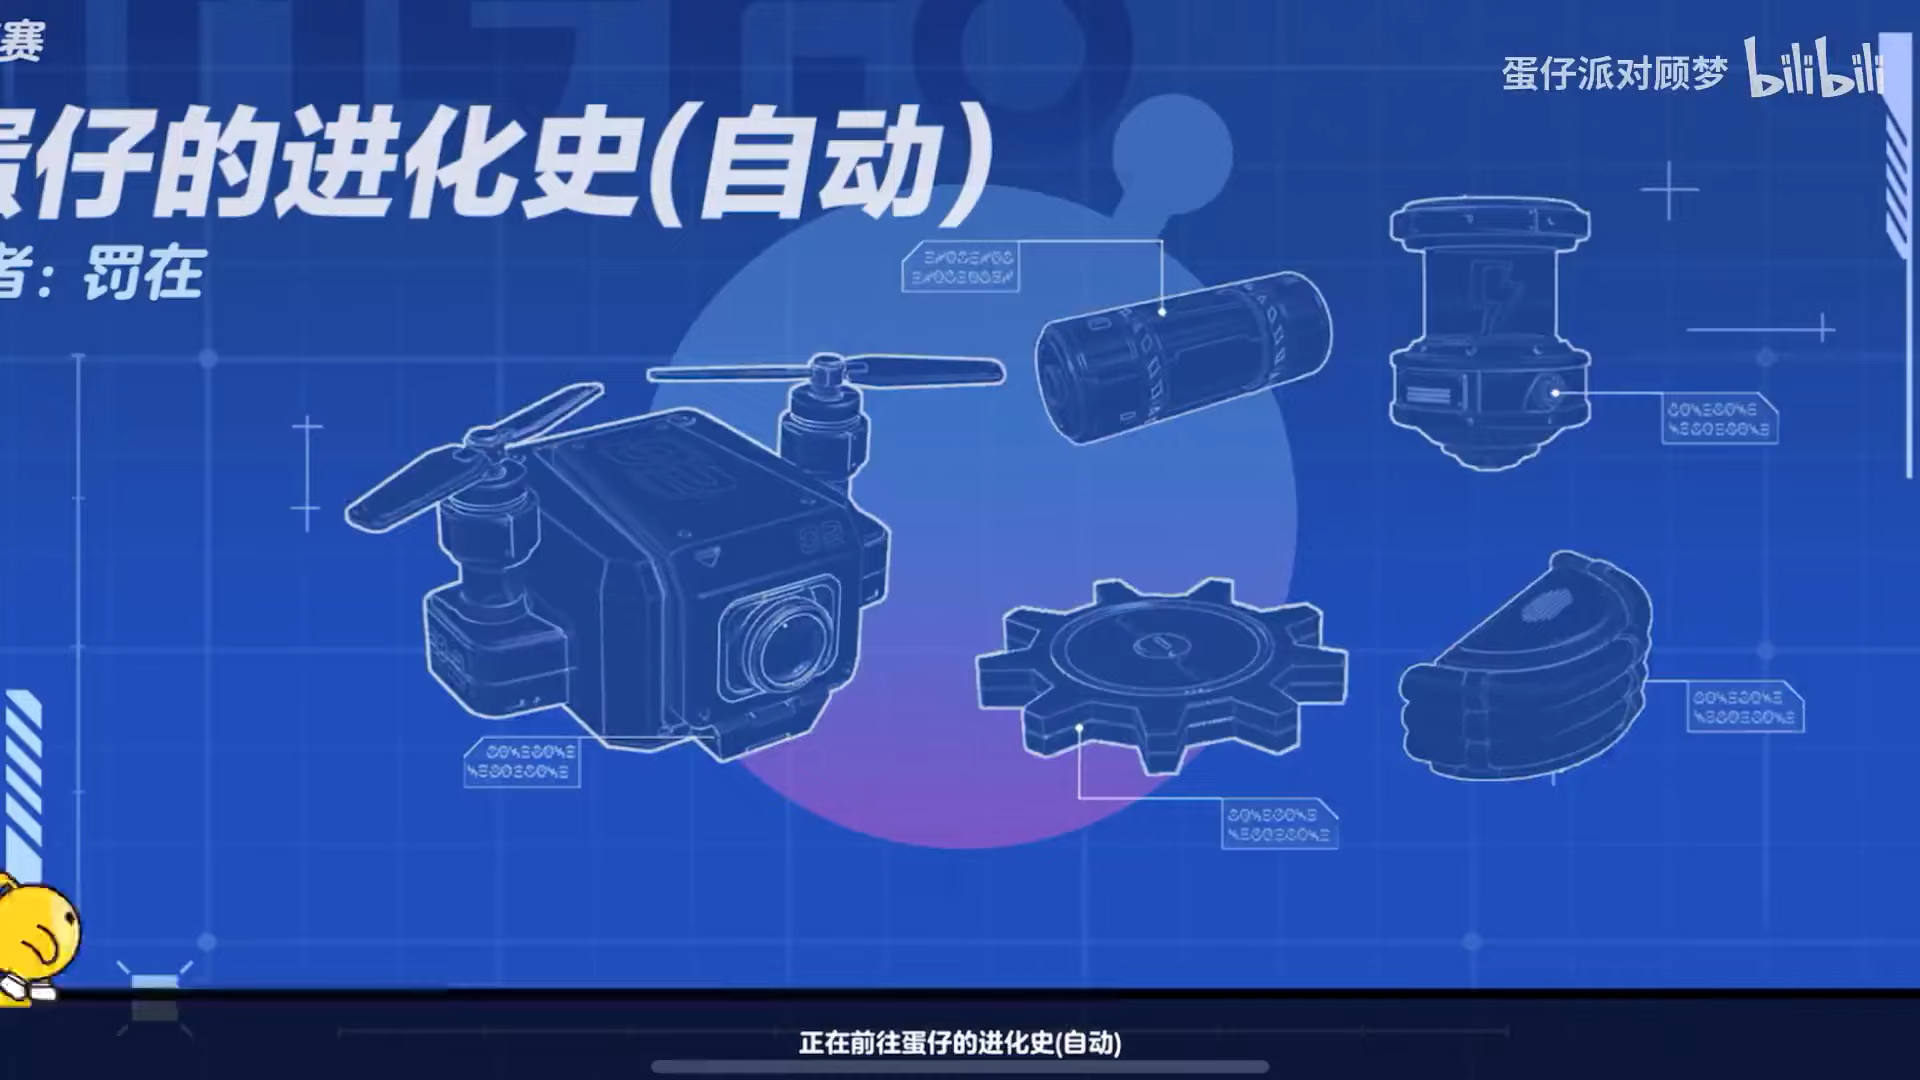 赛
蛋仔派对顾梦 bilibili
蛋仔的进化史(自动)
者：罚在
正在前往蛋仔的进化史(自动)